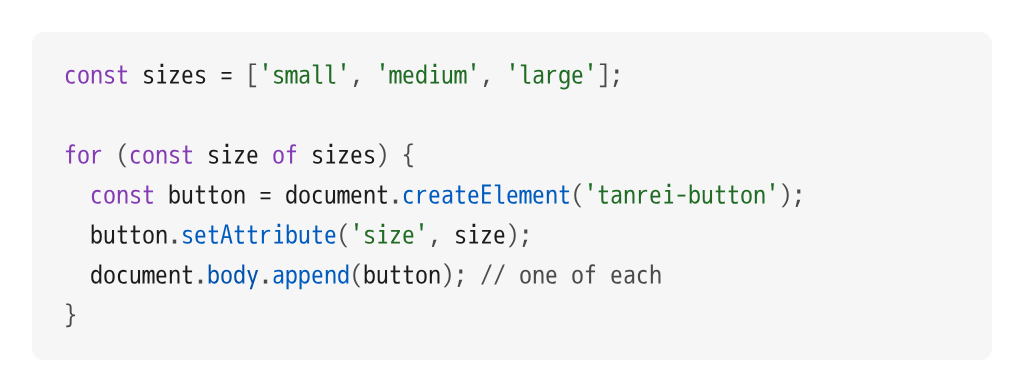 const sizes = ['small', 'medium', 'large'];

for (const size of sizes) {
  const button = document.createElement('tanrei-button');
  button.setAttribute('size', size);
  document.body.append(button); // one of each
}